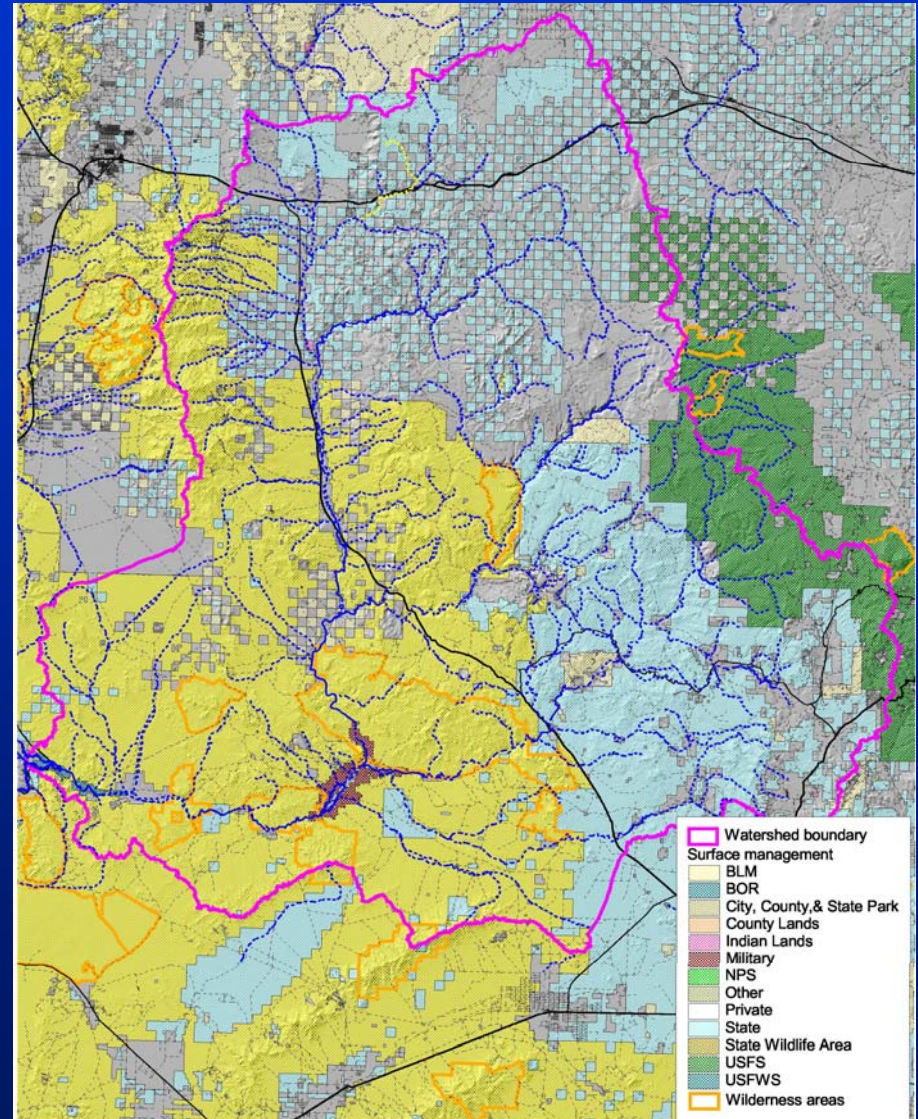 Watershed boundary
Surface management
BLM
BOR
City, County,& State Park
County Lands
Indian Lands
Military
NPS
Other
Private
State
State Wildlife Area
USFS
USFWS
Wilderness areas